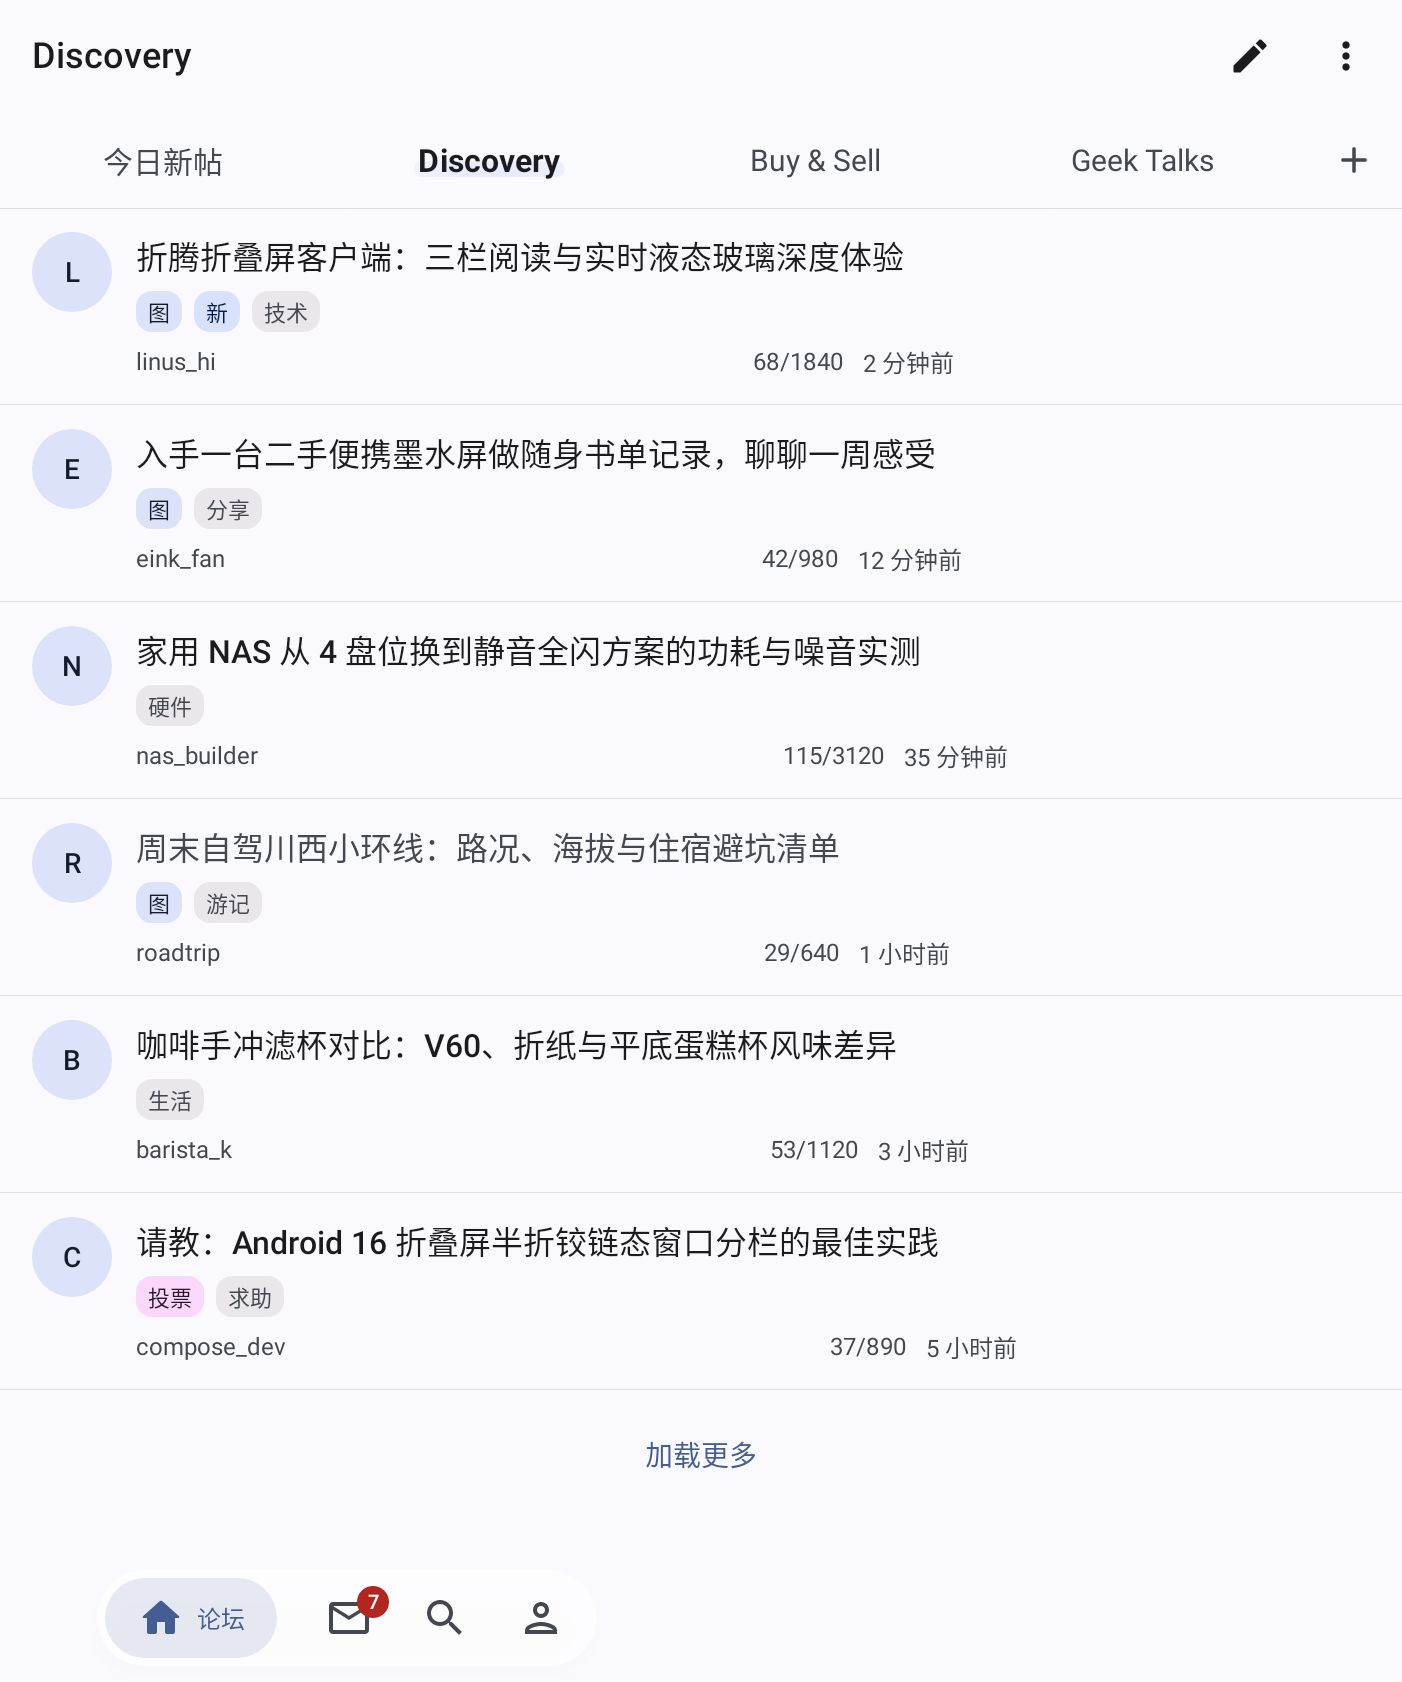 Discovery
今日新帖 Discovery Buy & Sell Geek Talks +
L 折腾折叠屏客户端：三栏阅读与实时液态玻璃深度体验
图 新 技术
linus_hi 68/1840 2 分钟前
E 入手一台二手便携墨水屏做随身书单记录，聊聊一周感受
图 分享
eink_fan 42/980 12 分钟前
N 家用 NAS 从 4 盘位换到静音全闪方案的功耗与噪音实测
硬件
nas_builder 115/3120 35 分钟前
R 周末自驾川西小环线：路况、海拔与住宿避坑清单
图 游记
roadtrip 29/640 1 小时前
B 咖啡手冲滤杯对比：V60、折纸与平底蛋糕杯风味差异
生活
barista_k 53/1120 3 小时前
C 请教：Android 16 折叠屏半折铰链态窗口分栏的最佳实践
投票 求助
compose_dev 37/890 5 小时前
加载更多
论坛 7